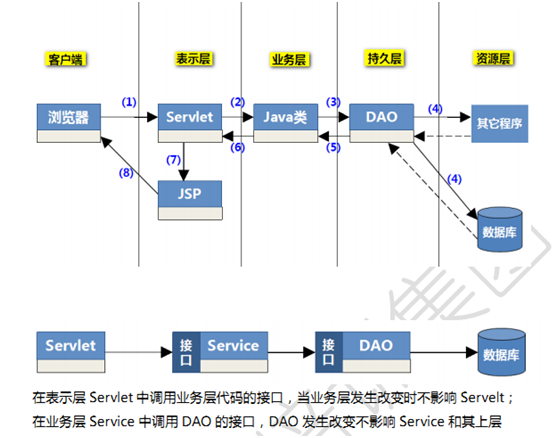 客户端 表示层 业务层 持久层 资源层
(1) (2) (3) (4)
浏览器 Servlet Java类 DAO 其它程序
(6) (5)
(7) (4)
(8)
JSP
数据库
Servlet 接口 Service 接口 DAO 数据库
在表示层 Servlet 中调用业务层代码的接口，当业务层发生改变时不影响 Servelt；
在业务层 Service 中调用 DAO 的接口，DAO 发生改变不影响 Service 和其上层